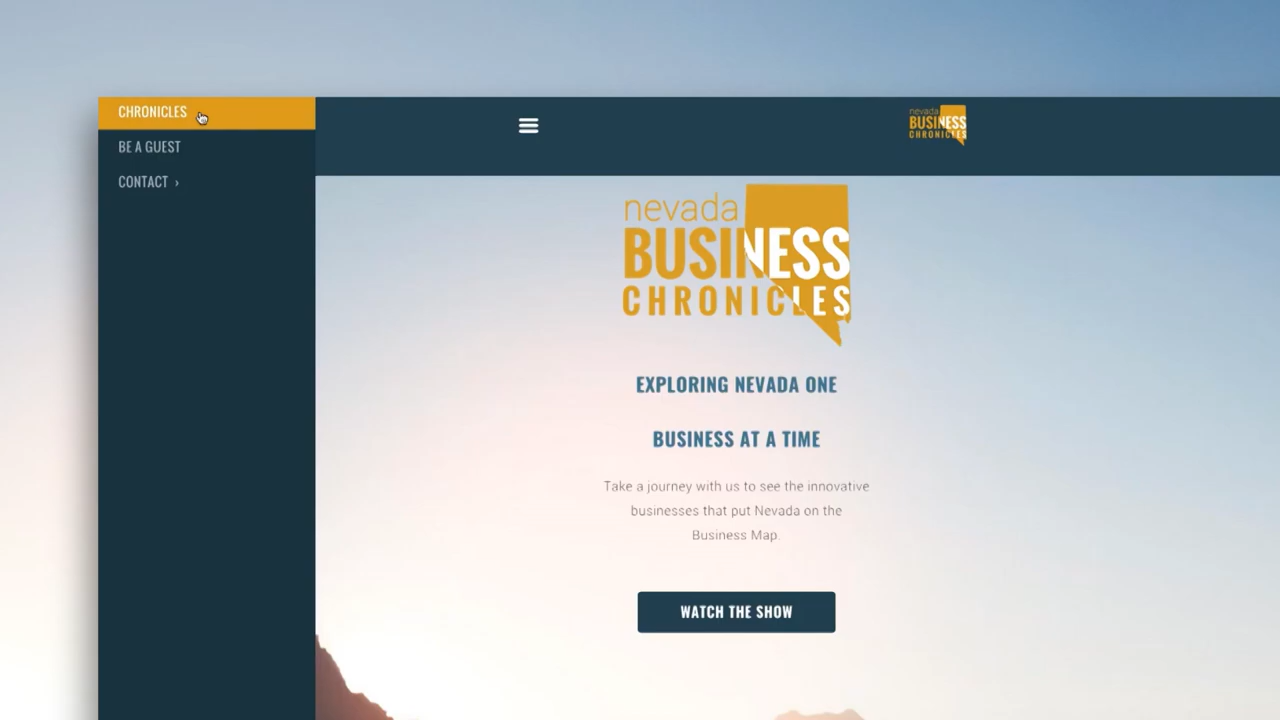 CHRONICLES
BE A GUEST
CONTACT ›
nevada
BUSINESS
CHRONICLES
nevada
BUSINESS
CHRONICLES
EXPLORING NEVADA ONE
BUSINESS AT A TIME
Take a journey with us to see the innovative
businesses that put Nevada on the
Business Map.
WATCH THE SHOW